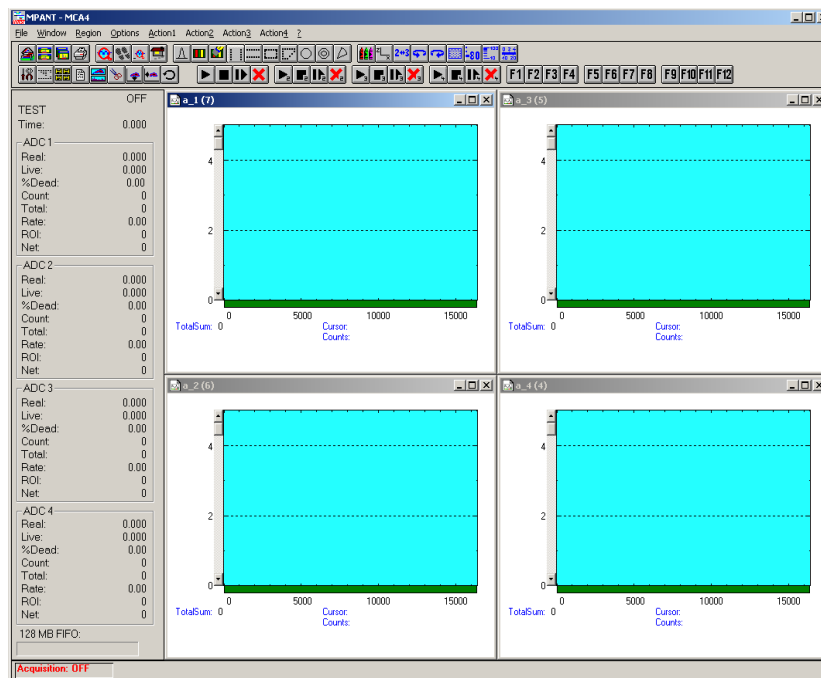 MPANT - MCA4
File Window Region Options Action1 Action2 Action3 Action4 ?
2↔3 80
F1 F2 F3 F4 F5 F6 F7 F8 F9 F10 F11 F12
OFF
TEST
Time: 0.000
ADC 1
Real: 0.000
Live: 0.000
%Dead: 0.00
Count: 0
Total: 0
Rate: 0.00
ROI: 0
Net: 0
ADC 2
Real: 0.000
Live: 0.000
%Dead: 0.00
Count: 0
Total: 0
Rate: 0.00
ROI: 0
Net: 0
ADC 3
Real: 0.000
Live: 0.000
%Dead: 0.00
Count: 0
Total: 0
Rate: 0.00
ROI: 0
Net: 0
ADC 4
Real: 0.000
Live: 0.000
%Dead: 0.00
Count: 0
Total: 0
Rate: 0.00
ROI: 0
Net: 0
128 MB FIFO:
a_1 (7)
4
2
0
0 5000 10000 15000
TotalSum: 0 Cursor:
Counts:
a_3 (5)
4
2
0
0 5000 10000 15000
TotalSum: 0 Cursor:
Counts:
a_2 (6)
4
2
0
0 5000 10000 15000
TotalSum: 0 Cursor:
Counts:
a_4 (4)
4
2
0
0 5000 10000 15000
TotalSum: 0 Cursor:
Counts:
Acquisition: OFF